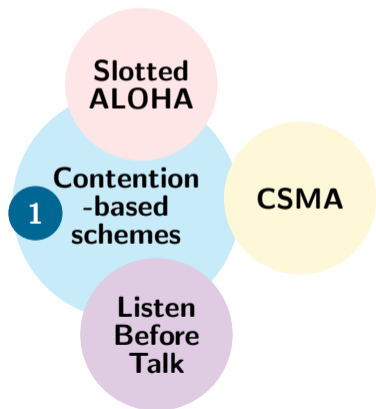 Slotted
ALOHA
Contention
-based
schemes
1
CSMA
Listen
Before
Talk